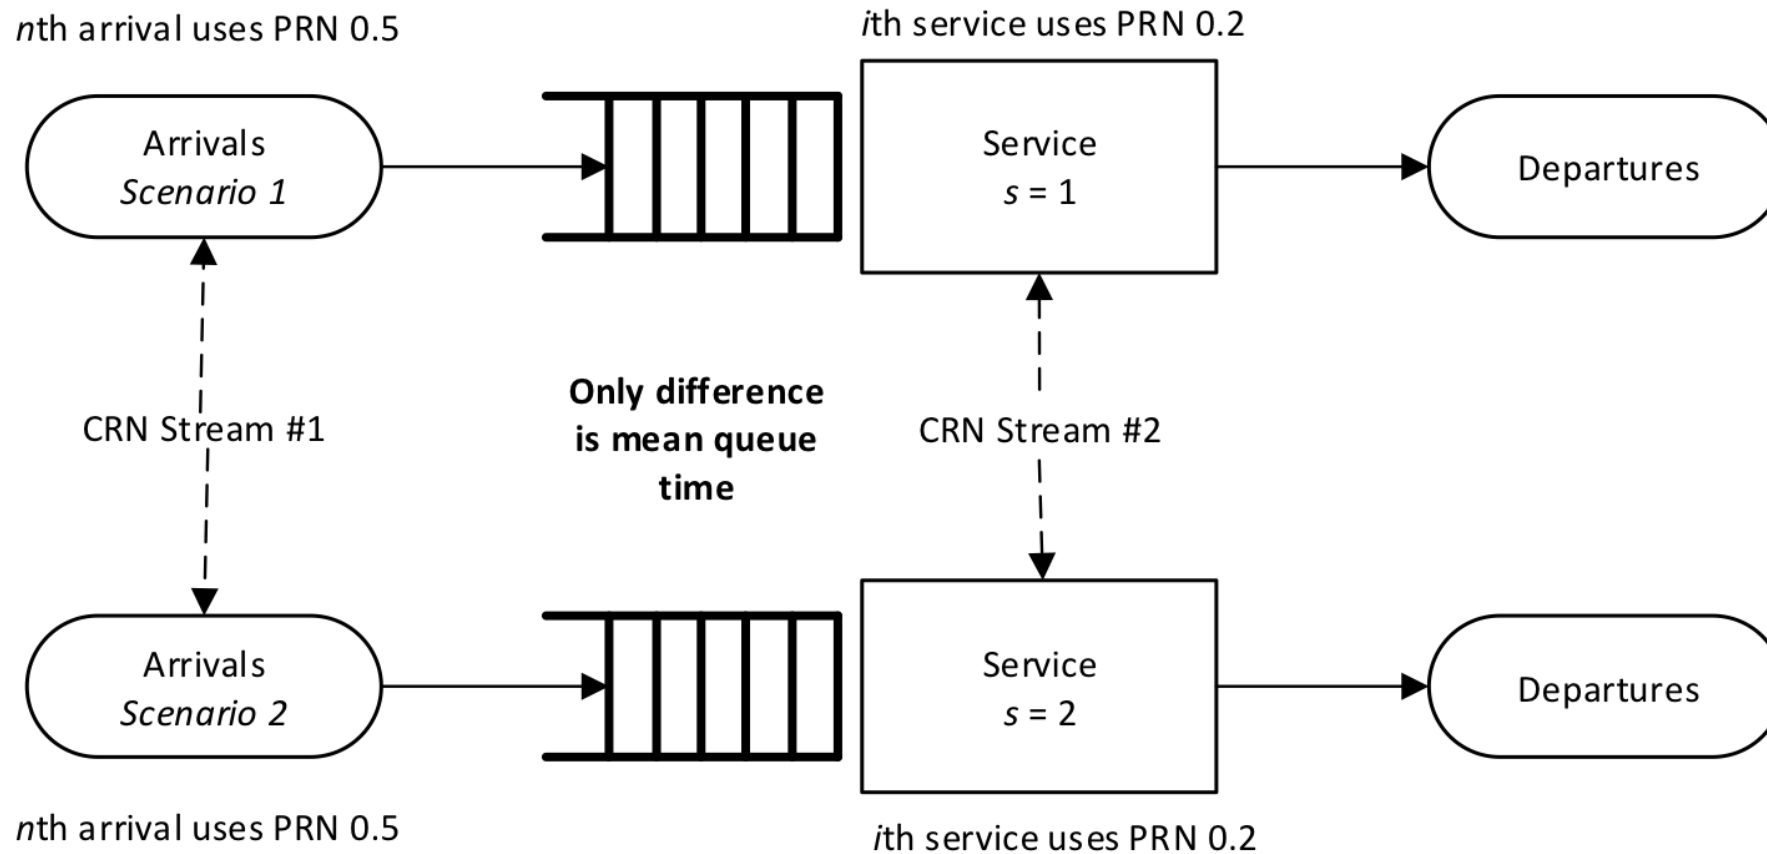 nth arrival uses PRN 0.5
ith service uses PRN 0.2
Arrivals
Scenario 1
Service
s = 1
Departures
CRN Stream #1
Only difference
is mean queue
time
CRN Stream #2
Arrivals
Scenario 2
Service
s = 2
Departures
nth arrival uses PRN 0.5
ith service uses PRN 0.2